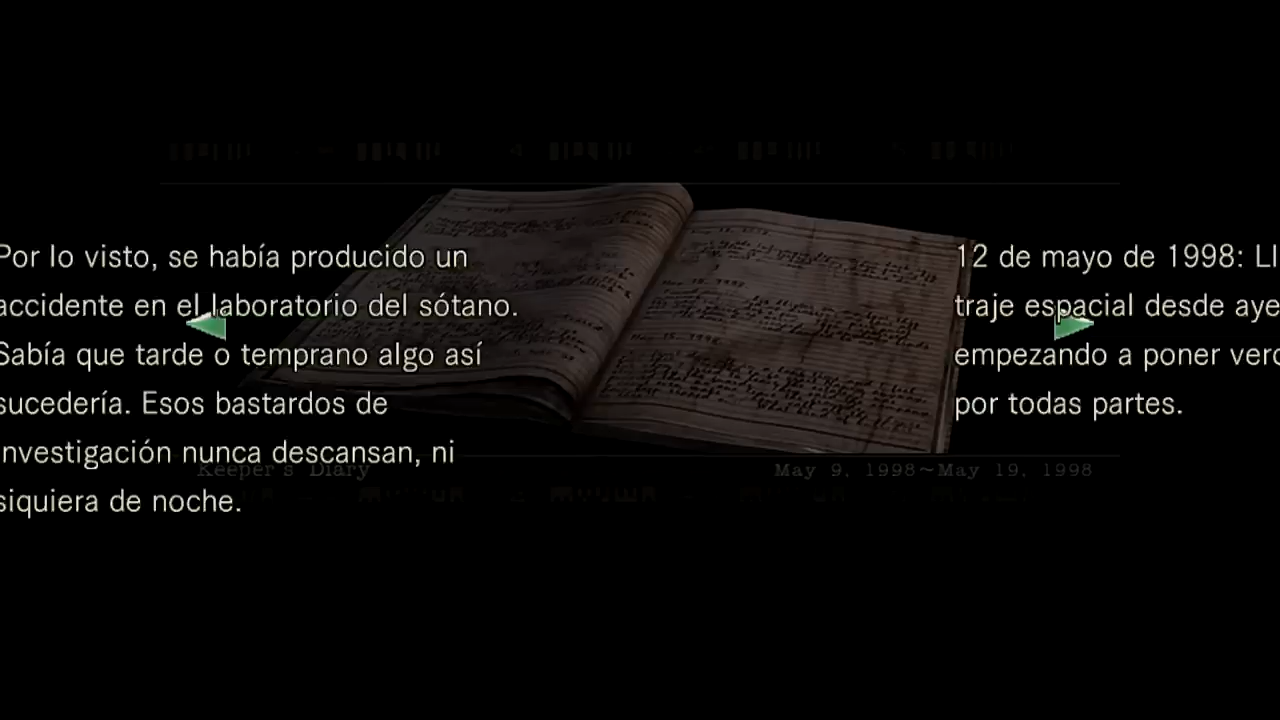 Por lo visto, se había producido un
accidente en el laboratorio del sótano.
Sabía que tarde o temprano algo así
sucedería. Esos bastardos de
investigación nunca descansan, ni
siquiera de noche.
12 de mayo de 1998: Ll
traje espacial desde aye
empezando a poner verd
por todas partes.
Keeper's Diary
May 9, 1998~May 19, 1998